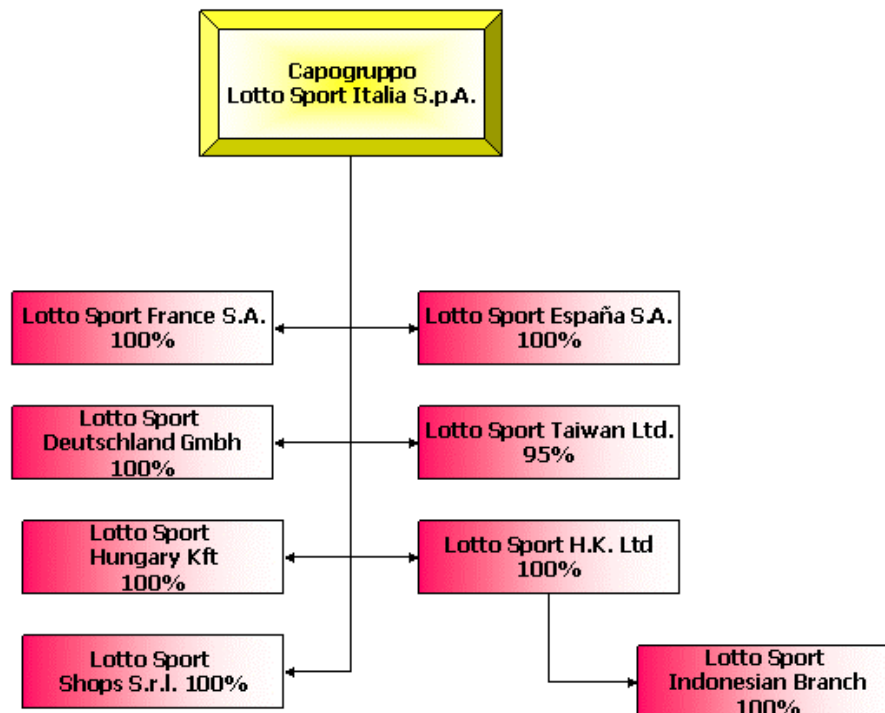 Capogruppo
Lotto Sport Italia S.p.A.
Lotto Sport France S.A.
100%
Lotto Sport España S.A.
100%
Lotto Sport
Deutschland Gmbh
100%
Lotto Sport Taiwan Ltd.
95%
Lotto Sport
Hungary Kft
100%
Lotto Sport H.K. Ltd
100%
Lotto Sport
Shops S.r.l. 100%
Lotto Sport
Indonesian Branch
100%